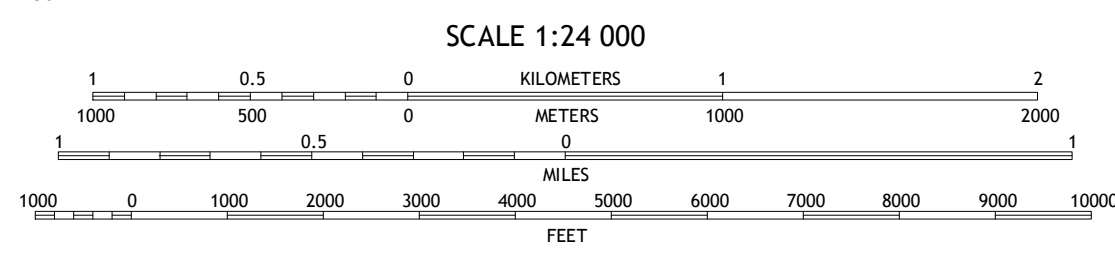 SCALE 1:24 000
1 0.5 0 KILOMETERS 1 2
1000 500 0 METERS 1000 2000
1 0.5 0 1
MILES
1000 0 1000 2000 3000 4000 5000 6000 7000 8000 9000 10000
FEET